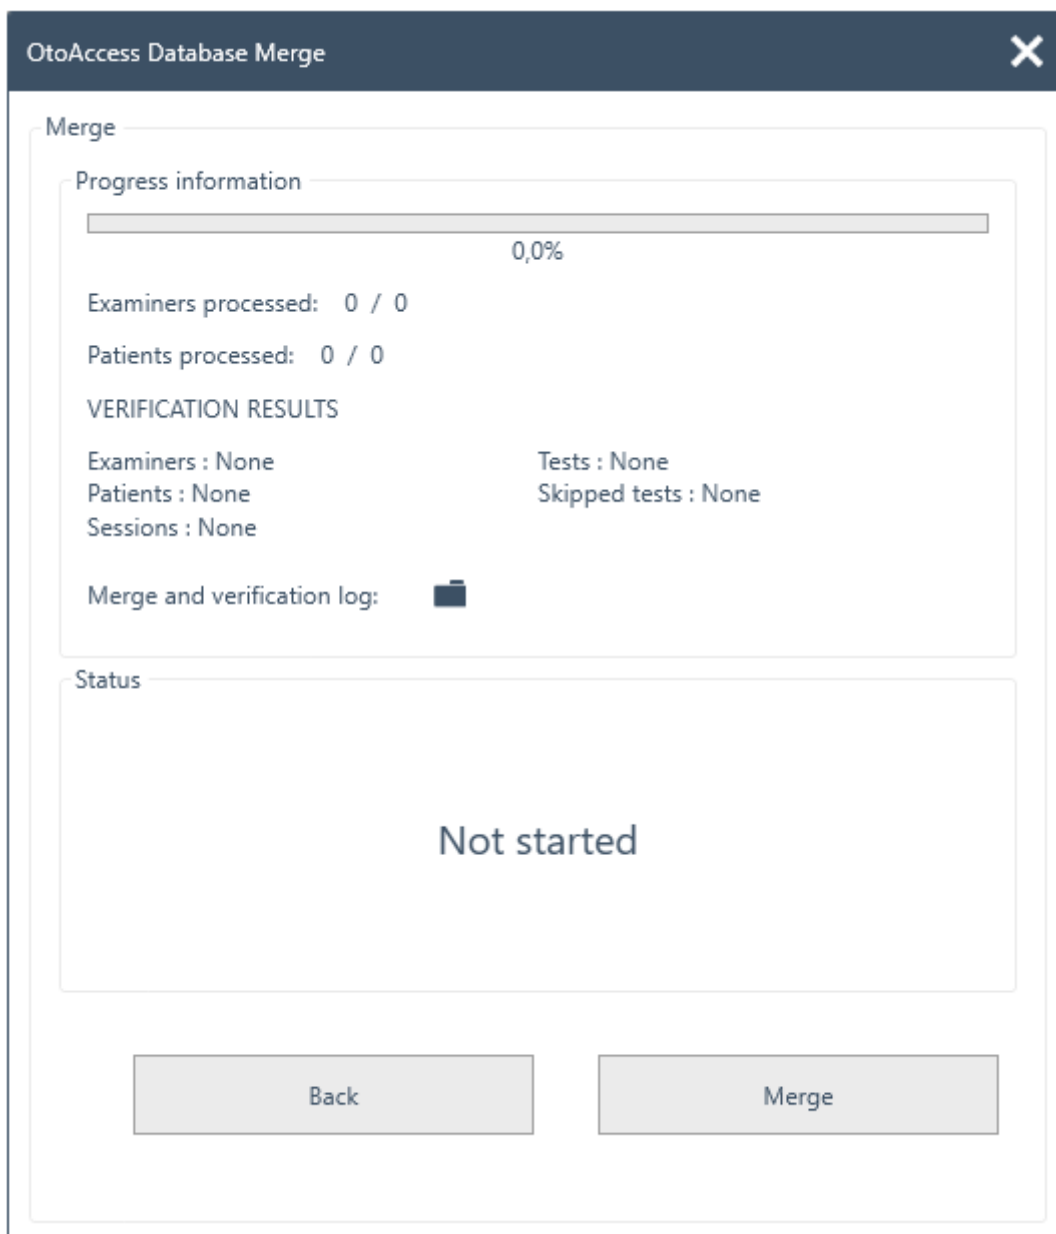 OtoAccess Database Merge
Merge
Progress information
0,0%
Examiners processed: 0 / 0
Patients processed: 0 / 0
VERIFICATION RESULTS
Examiners : None
Tests : None
Patients : None
Skipped tests : None
Sessions : None
Merge and verification log:
Status
Not started
Back
Merge